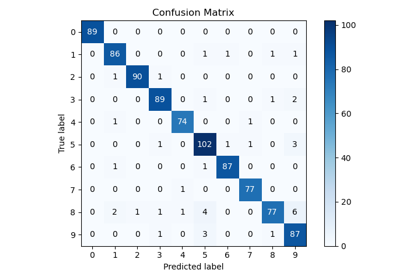 Confusion Matrix
0 89 0 0 0 0 0 0 0 0 0
1 0 86 0 0 0 1 1 0 1 1
2 0 1 90 1 0 0 0 0 0 0
3 0 0 0 89 0 1 0 0 1 2
4 0 1 0 0 74 0 0 1 0 0
5 0 0 0 1 0 102 1 1 0 3
6 0 1 0 0 0 1 87 0 0 0
7 0 0 0 0 1 0 0 77 0 0
8 0 2 1 1 1 4 0 0 77 6
9 0 0 0 1 0 3 0 0 1 87
0 1 2 3 4 5 6 7 8 9
Predicted label
True label
100
80
60
40
20
0